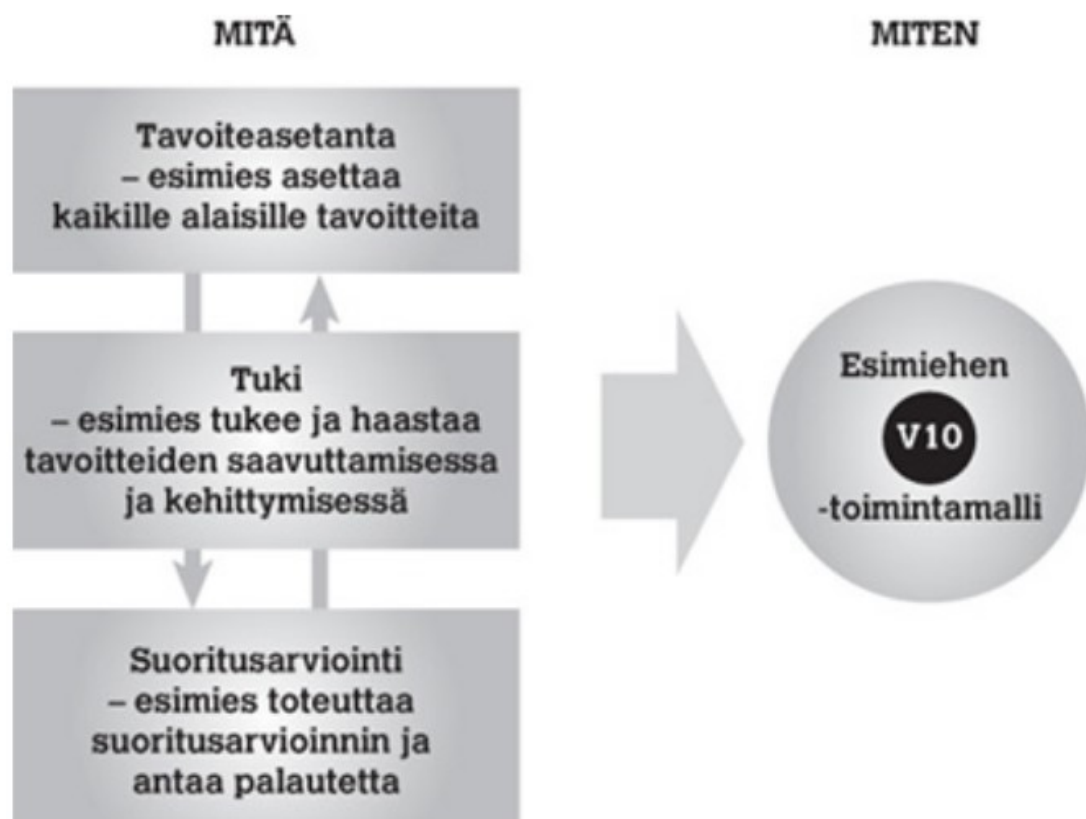 MITÄ
MITEN
Tavoiteasetanta
– esimies asettaa
kaikille alaisille tavoitteita
Tuki
– esimies tukee ja haastaa
tavoitteiden saavuttamisessa
ja kehittymisessä
Suoritusarviointi
– esimies toteuttaa
suoritusarvioinnin ja
antaa palautetta
Esimiehen
V10
-toimintamalli